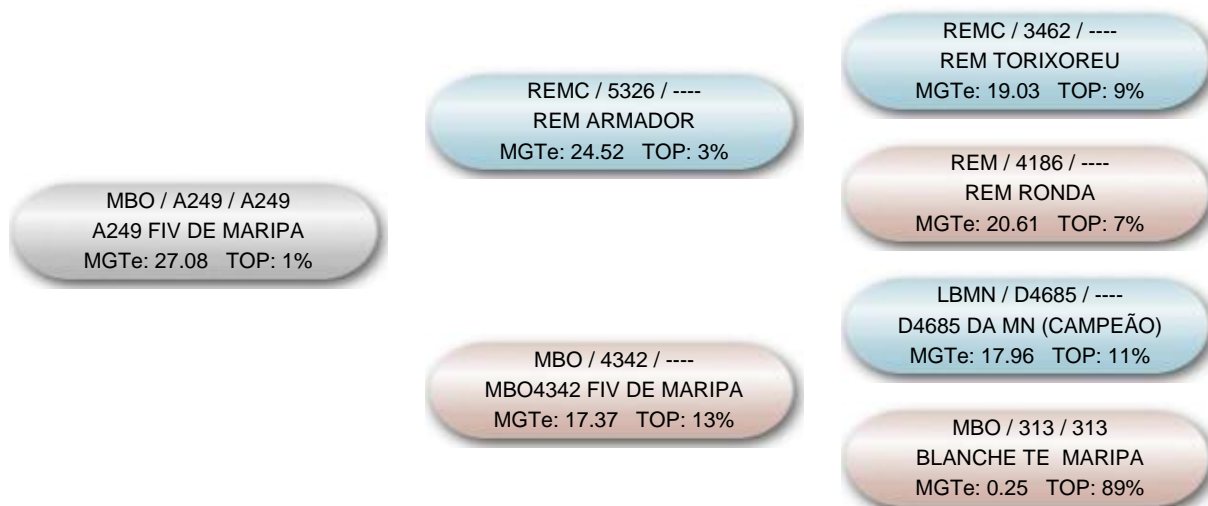 MBO / A249 / A249
A249 FIV DE MARIPA
MGTe: 27.08 TOP: 1%
REMC / 5326 / ----
REM ARMADOR
MGTe: 24.52 TOP: 3%
MBO / 4342 / ----
MBO4342 FIV DE MARIPA
MGTe: 17.37 TOP: 13%
REMC / 3462 / ----
REM TORIXOREU
MGTe: 19.03 TOP: 9%
REM / 4186 / ----
REM RONDA
MGTe: 20.61 TOP: 7%
LBMN / D4685 / ----
D4685 DA MN (CAMPEÃO)
MGTe: 17.96 TOP: 11%
MBO / 313 / 313
BLANCHE TE MARIPA
MGTe: 0.25 TOP: 89%